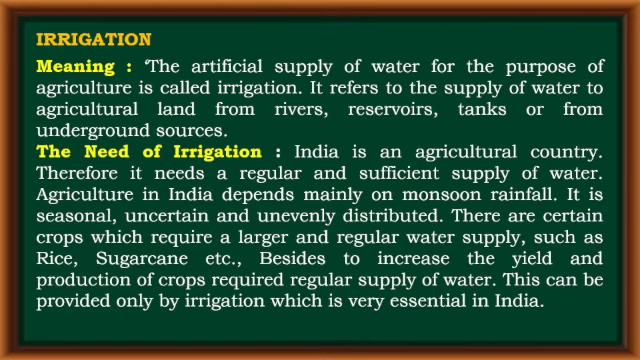 IRRIGATION
Meaning : ‘The artificial supply of water for the purpose of
agriculture is called irrigation. It refers to the supply of water to
agricultural land from rivers, reservoirs, tanks or from
underground sources.
The Need of Irrigation : India is an agricultural country.
Therefore it needs a regular and sufficient supply of water.
Agriculture in India depends mainly on monsoon rainfall. It is
seasonal, uncertain and unevenly distributed. There are certain
crops which require a larger and regular water supply, such as
Rice, Sugarcane etc., Besides to increase the yield and
production of crops required regular supply of water. This can be
provided only by irrigation which is very essential in India.